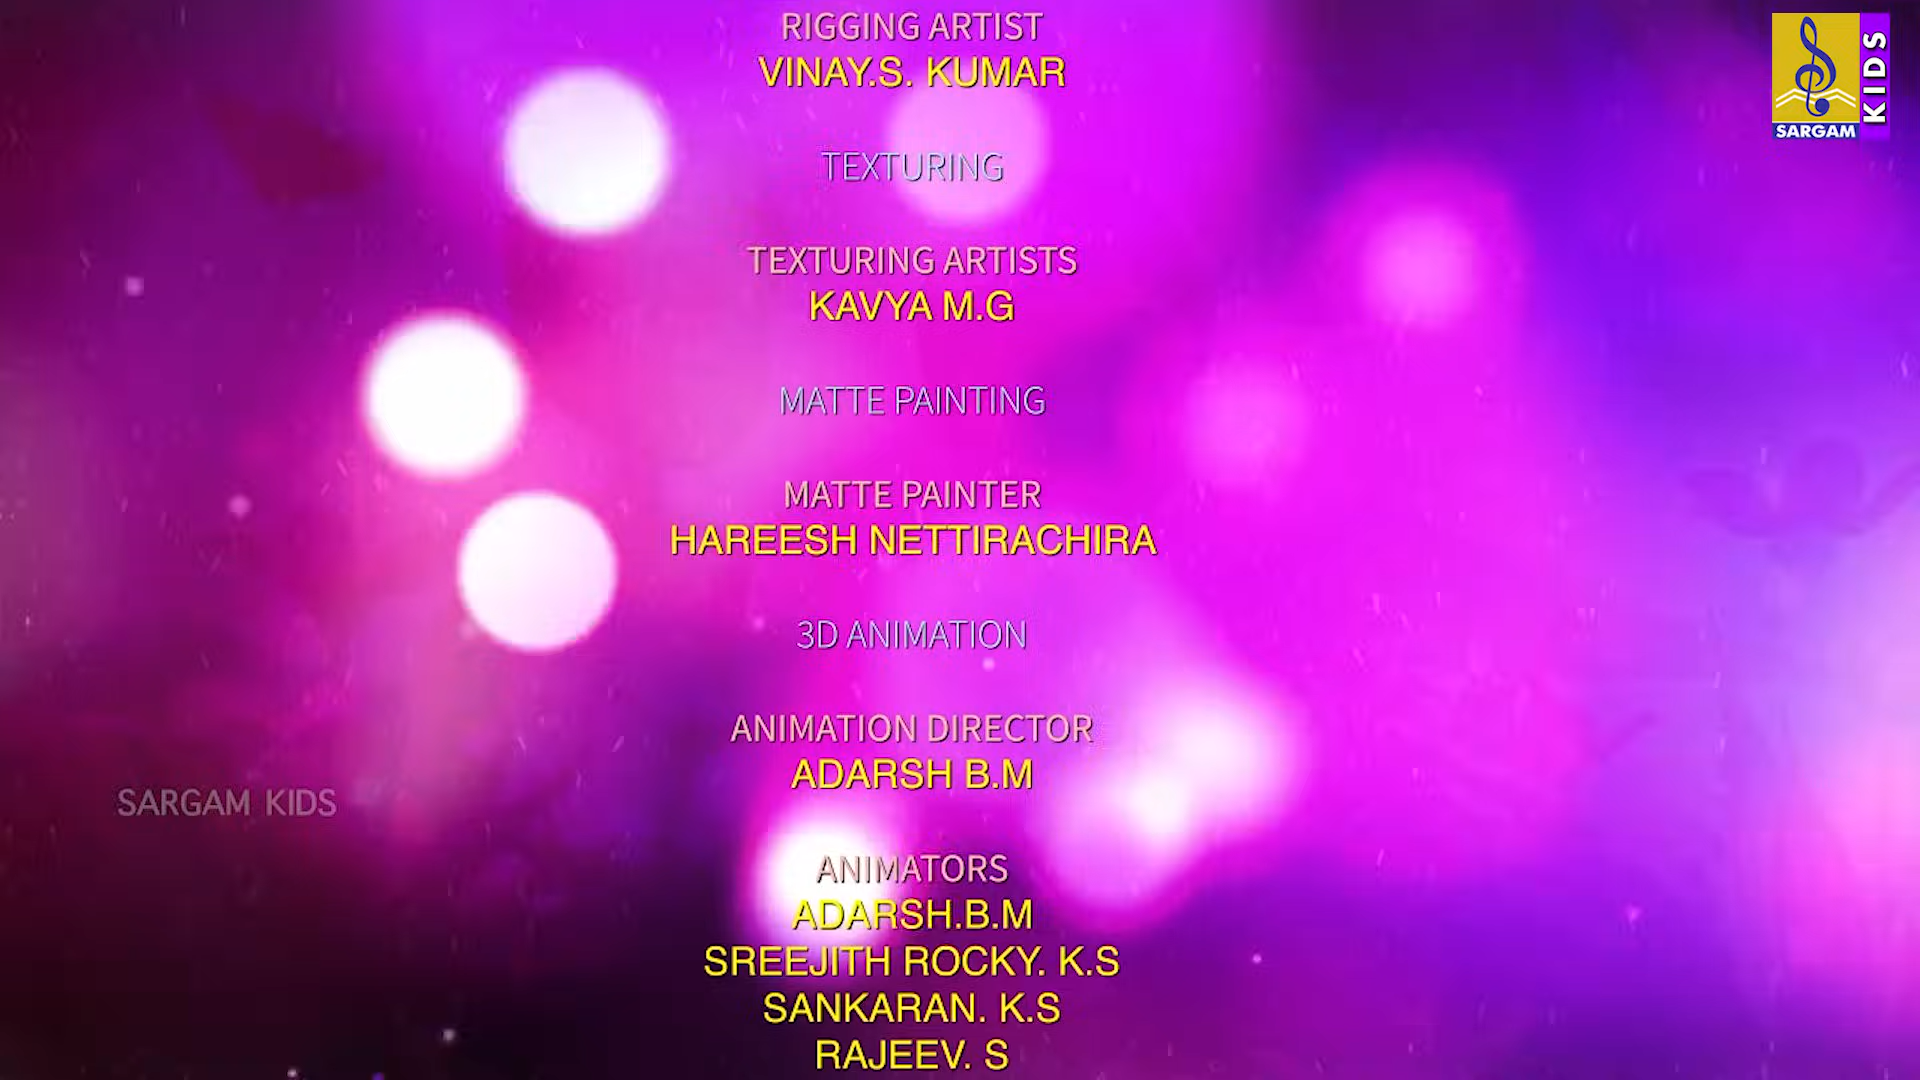 RIGGING ARTIST
VINAY.S. KUMAR
TEXTURING
TEXTURING ARTISTS
KAVYA M.G
MATTE PAINTING
MATTE PAINTER
HAREESH NETTIRACHIRA
3D ANIMATION
ANIMATION DIRECTOR
ADARSH B.M
ANIMATORS
ADARSH.B.M
SREEJITH ROCKY. K.S
SANKARAN. K.S
RAJEEV. S
SARGAM KIDS
SARGAM
KIDS